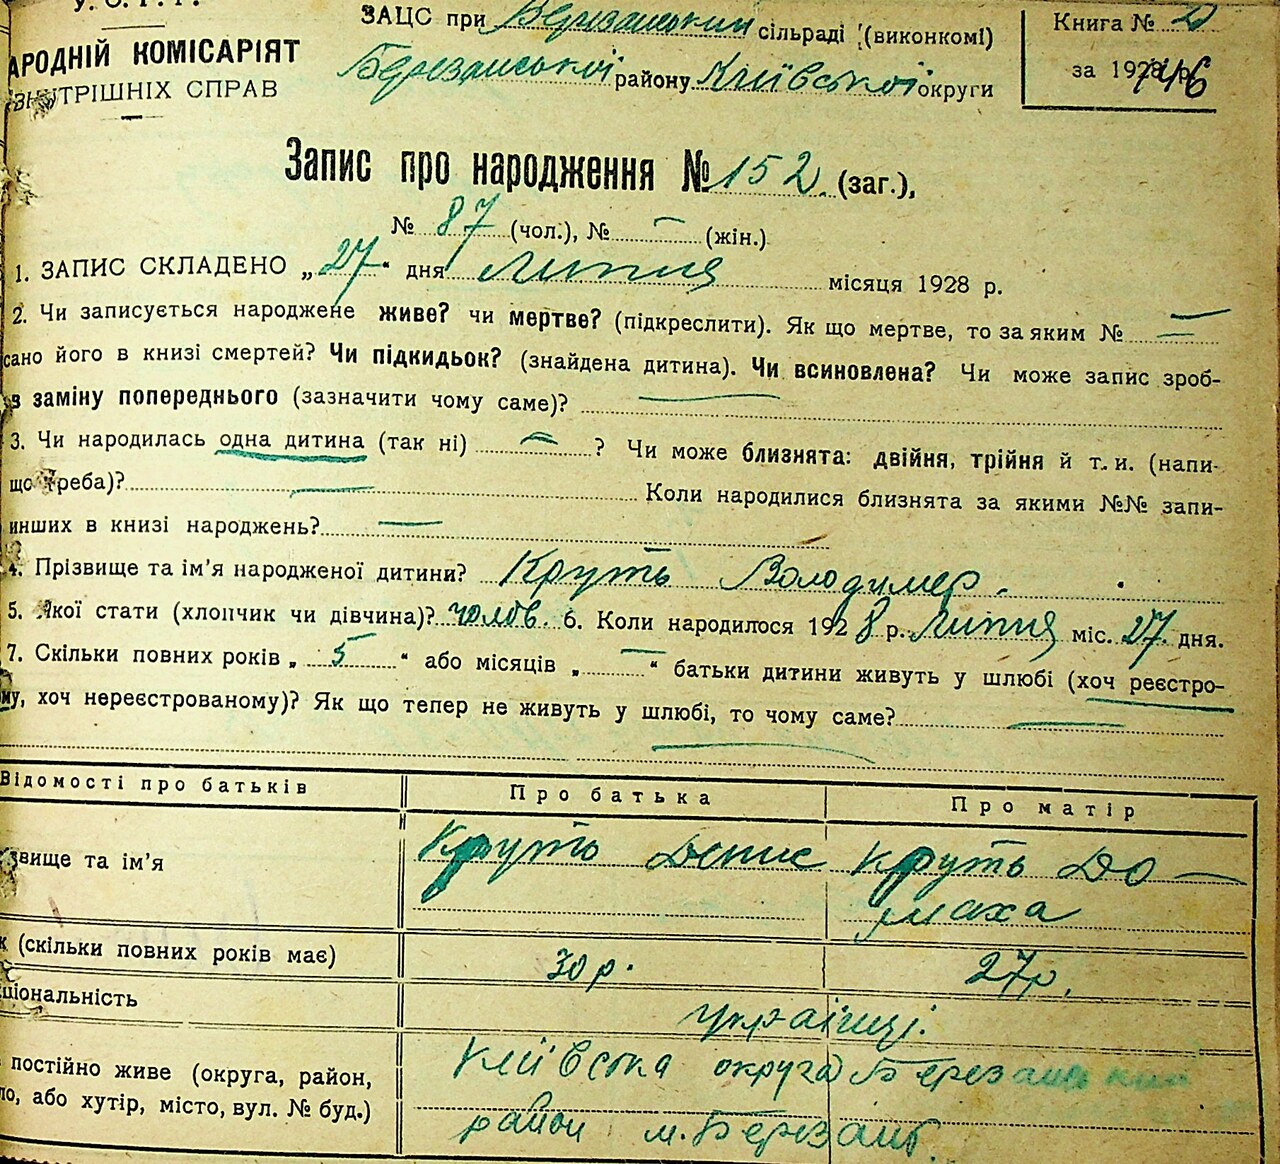 У. С. Р. Р.
АРОДНІЙ КОМІСАРІЯТ
ВНУТРІШНІХ СПРАВ
ЗАЦС при Березанським сільраді (виконкомі)
Березанської району Київської округи
Книга № 2
за 1928 р.
746
Запис про народження № 152 (заг.),
№ 87 (чол.), № — (жін.)
1. ЗАПИС СКЛАДЕНО „27“ дня Липня місяця 1928 р.
2. Чи записується народжене живе? чи мертве? (підкреслити). Як що мертве, то за яким № —
сано його в книзі смертей? Чи підкидьок? (знайдена дитина). Чи всиновлена? Чи може запис зроб-
в заміну попереднього (зазначити чому саме)? —
3. Чи народилась одна дитина (так ні) — ? Чи може близнята: двійня, трійня й т. и. (напи-
що треба)? — Коли народилися близнята за якими №№ запи-
инших в книзі народжень? —
4. Прізвище та ім'я народженої дитини? Круть Володимер.
5. Якої стати (хлопчик чи дівчина)? чолов. 6. Коли народилося 1928 р. Липня міс. 27 дня.
7. Скільки повних років „5“ або місяців „—“ батьки дитини живуть у шлюбі (хоч реєстро-
му, хоч нереєстрованому)? Як що тепер не живуть у шлюбі, то чому саме? —
Відомості про батьків Про батька Про матір
звище та ім'я Круть Денис Круть До—
маха
к (скільки повних років має) 30 р. 27 р.
ціональність українці.
постійно живе (округа, район, Київська округа Березанський
ло, або хутір, місто, вул. № буд.) район м. Березань.